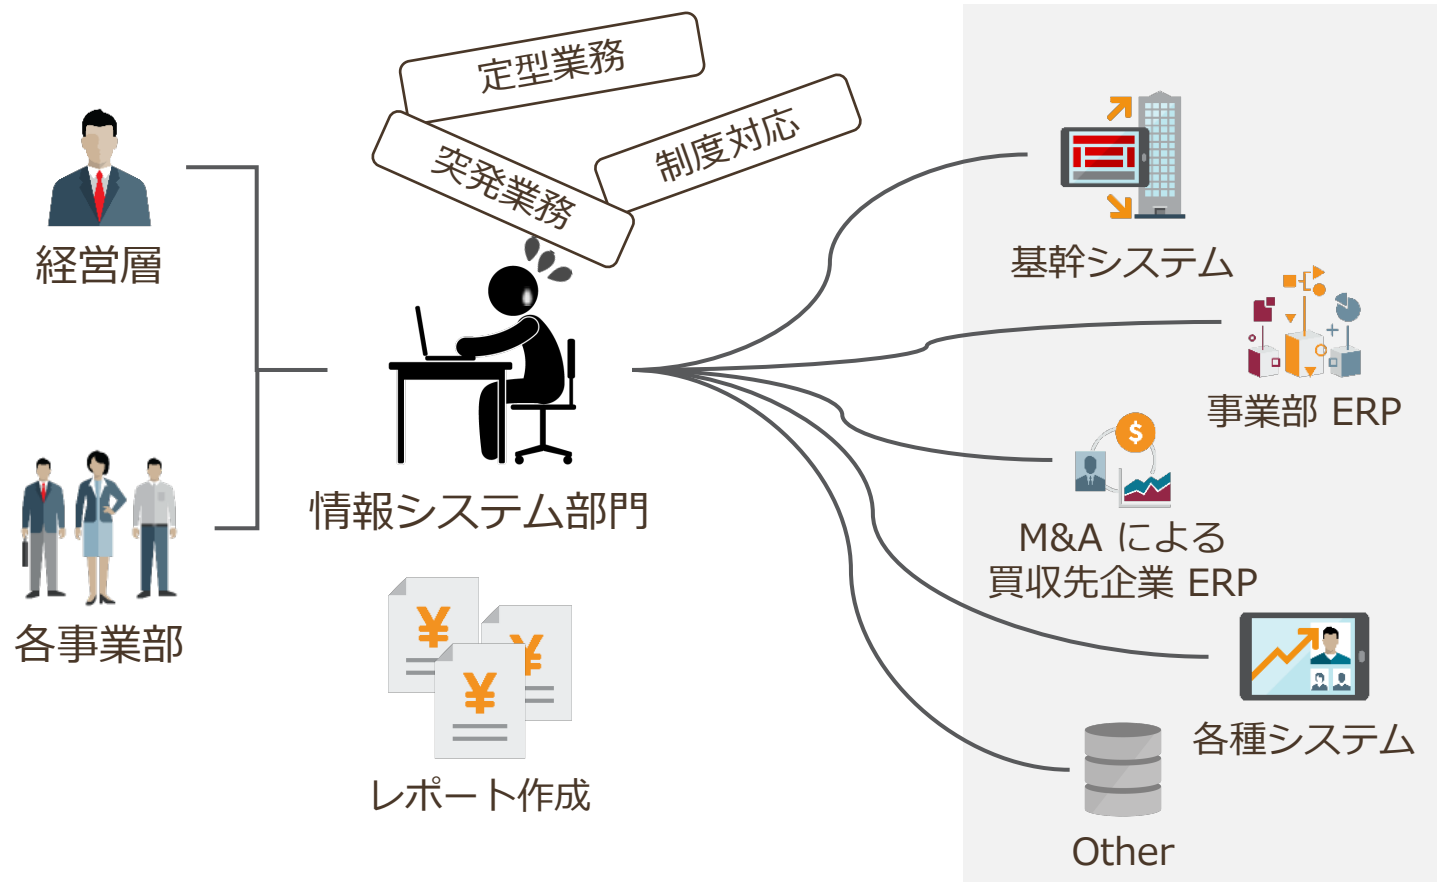 定型業務
制度対応
突発業務
経営層
情報システム部門
各事業部
¥
¥
¥
レポート作成
基幹システム
事業部 ERP
$
M&A による
買収先企業 ERP
各種システム
Other